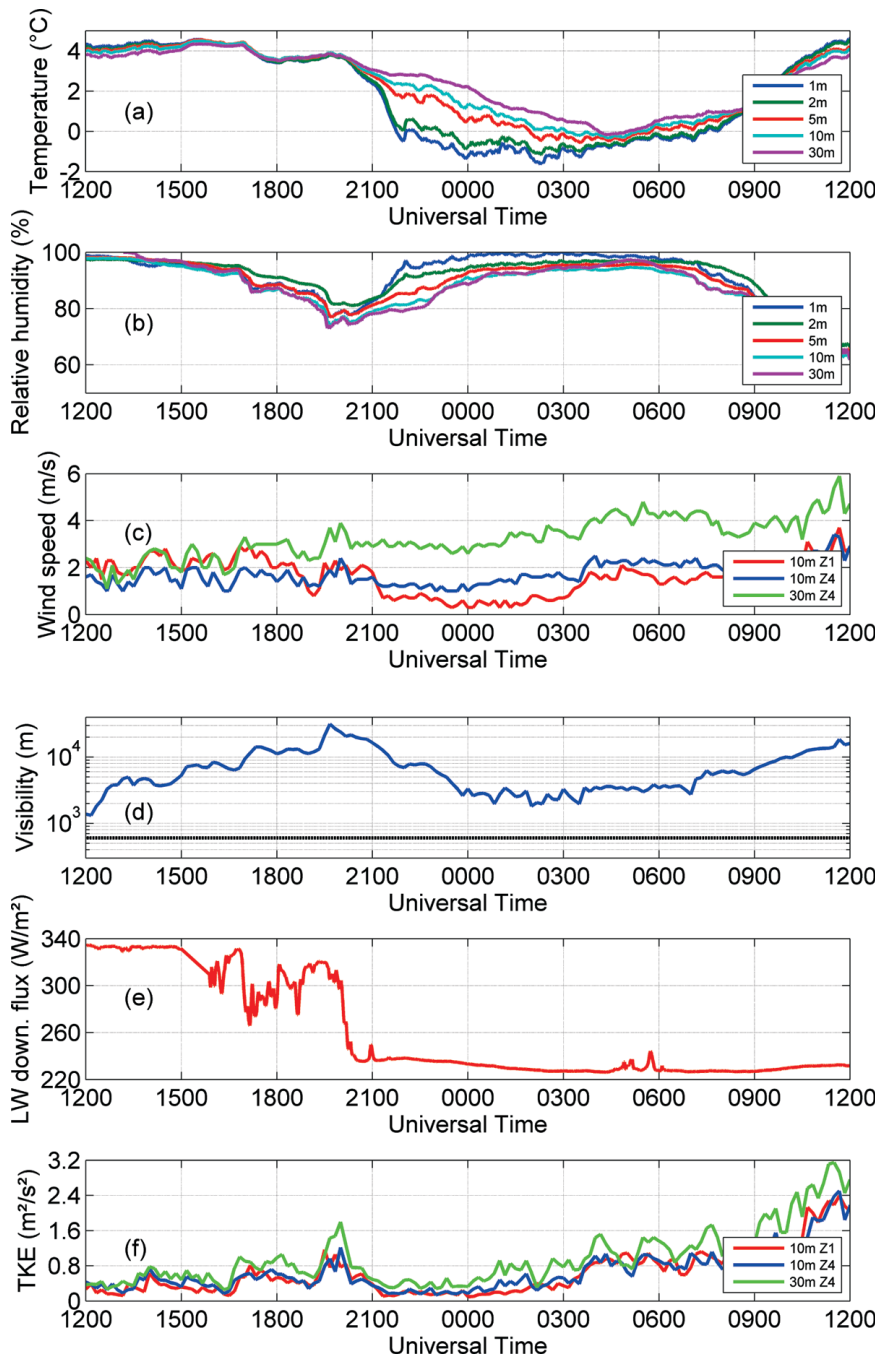 4
2
0
-2
Temperature (°C)
(a)
1m
2m
5m
10m
30m
1200 1500 1800 2100 0000 0300 0600 0900 1200
Universal Time
100
80
60
Relative humidity (%)
(b)
1m
2m
5m
10m
30m
1200 1500 1800 2100 0000 0300 0600 0900 1200
Universal Time
6
4
2
0
Wind speed (m/s)
(c)
10m Z1
10m Z4
30m Z4
1200 1500 1800 2100 0000 0300 0600 0900 1200
Universal Time
10⁴
10³
Visibility (m)
(d)
1200 1500 1800 2100 0000 0300 0600 0900 1200
Universal Time
340
300
260
220
LW down. flux (W/m²)
(e)
1200 1500 1800 2100 0000 0300 0600 0900 1200
Universal Time
3.2
2.4
1.6
0.8
0
TKE (m²/s²)
(f)
10m Z1
10m Z4
30m Z4
1200 1500 1800 2100 0000 0300 0600 0900 1200
Universal Time